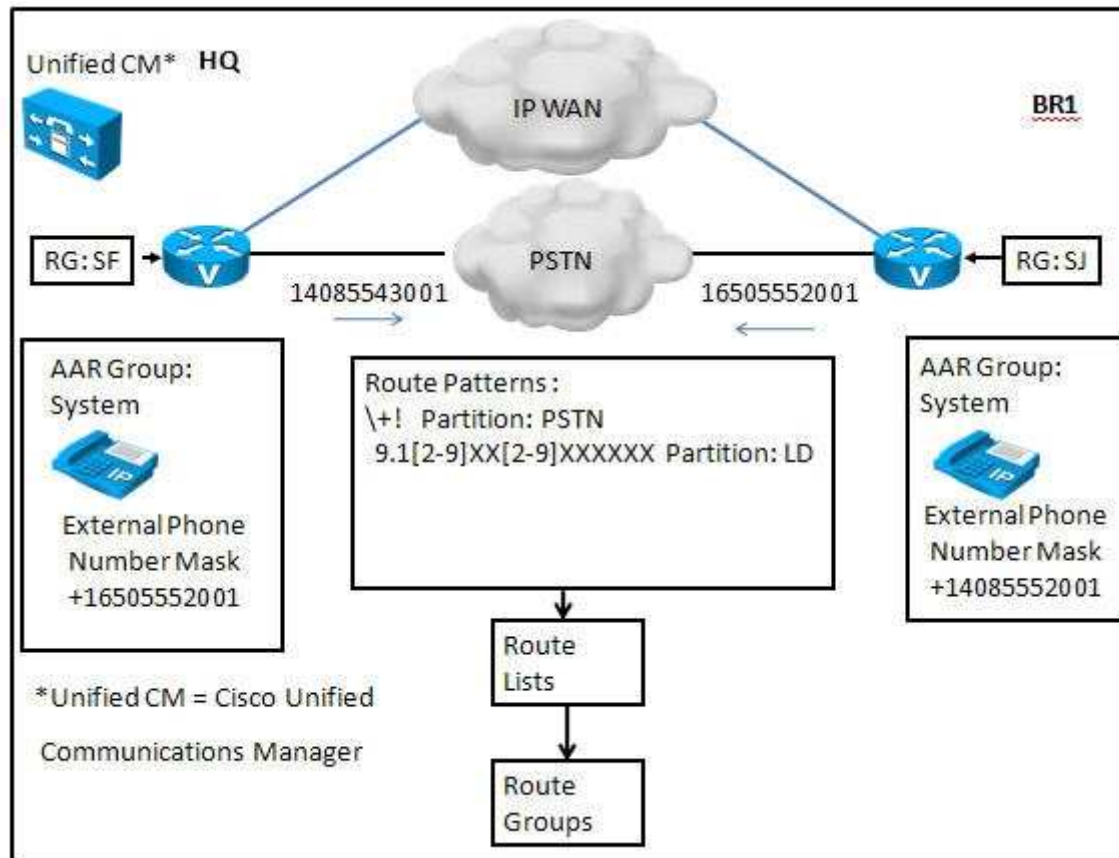 Unified CM* HQ
IP WAN
BR1
RG: SF
V
PSTN
V
RG: SJ
14085543001
16505552001
AAR Group:
System
IP
External Phone
Number Mask
+16505552001
Route Patterns :
\+! Partition: PSTN
9.1[2-9]XX[2-9]XXXXXX Partition: LD
AAR Group:
System
IP
External Phone
Number Mask
+14085552001
Route
Lists
*Unified CM = Cisco Unified
Communications Manager
Route
Groups